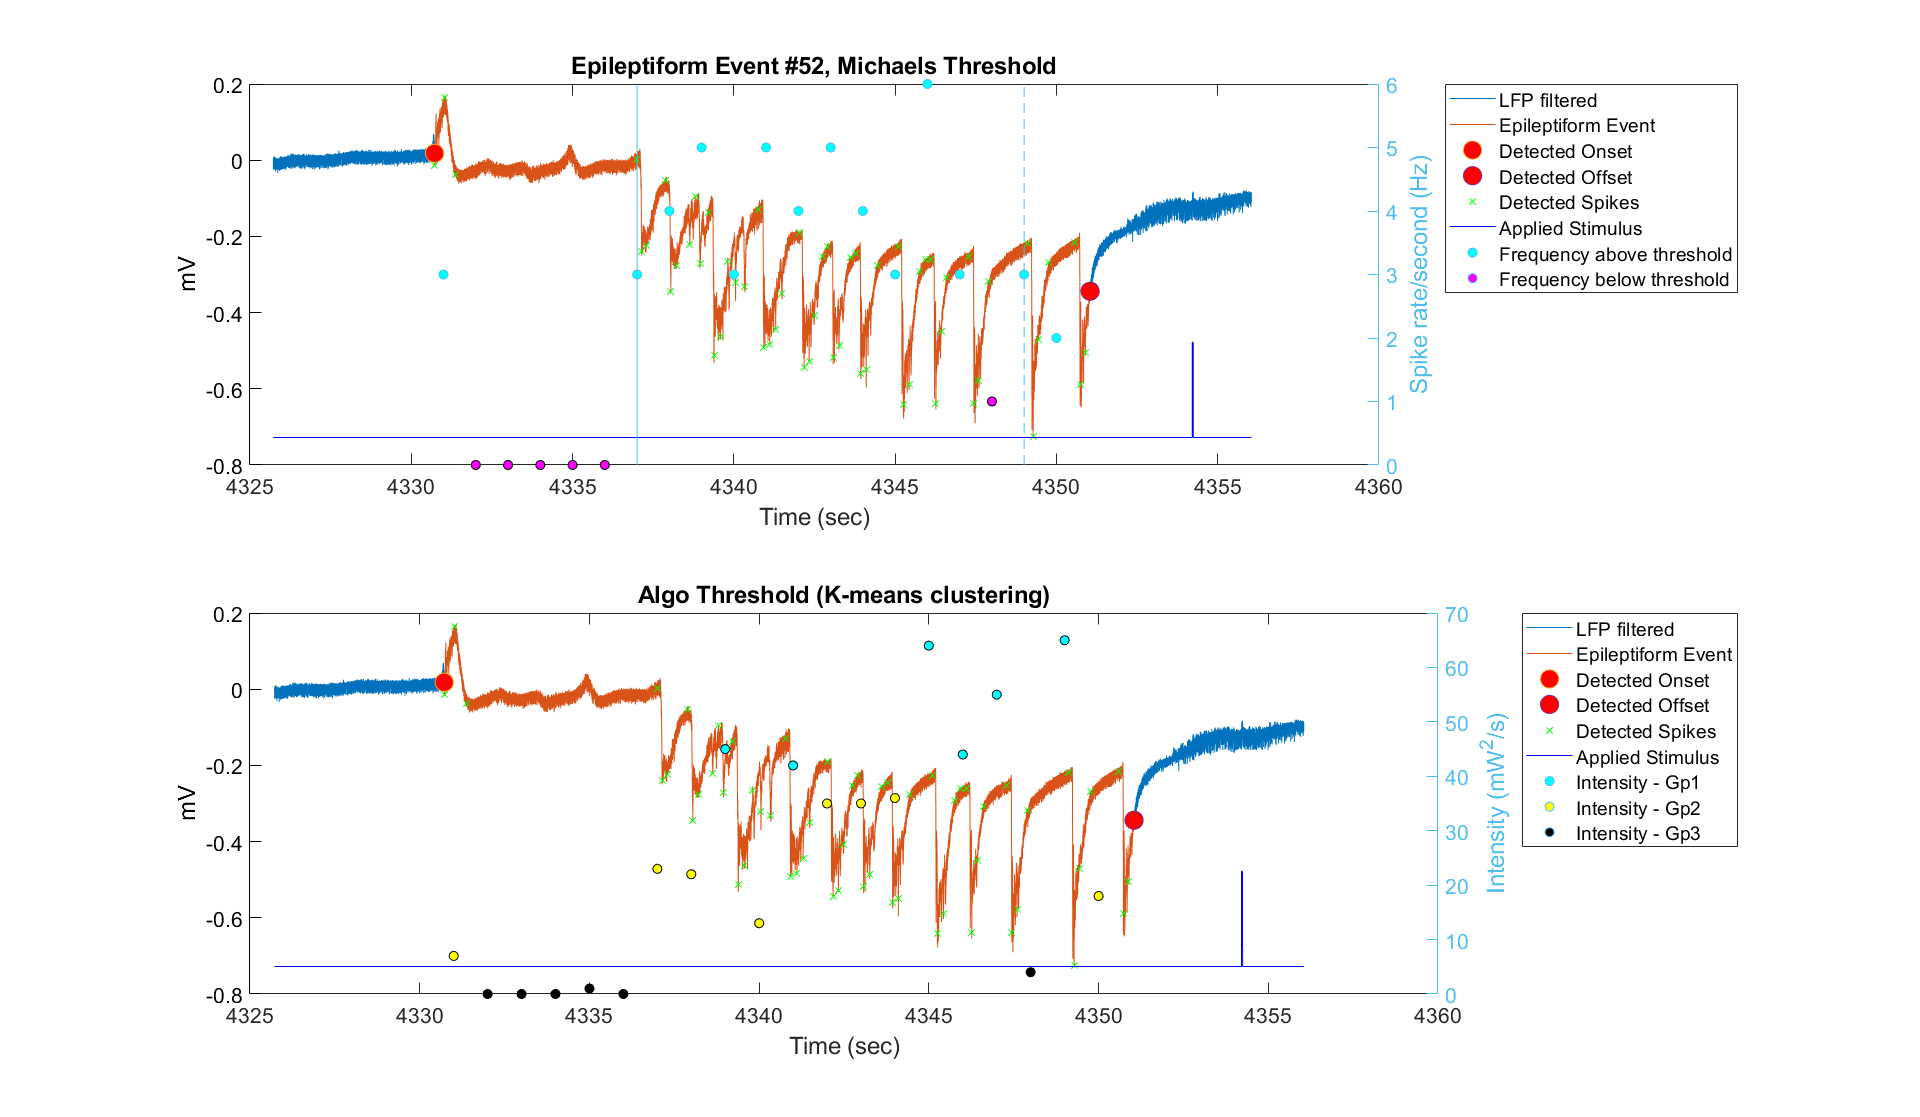 Epileptiform Event #52, Michaels Threshold
0.2
0
-0.2
-0.4
-0.6
-0.8
mV
4325
4330
4335
4340
4345
4350
4355
4360
Time (sec)
6
5
4
3
2
1
0
Spike rate/second (Hz)
LFP filtered
Epileptiform Event
Detected Onset
Detected Offset
Detected Spikes
Applied Stimulus
Frequency above threshold
Frequency below threshold
Algo Threshold (K-means clustering)
0.2
0
-0.2
-0.4
-0.6
-0.8
mV
4325
4330
4335
4340
4345
4350
4355
4360
Time (sec)
70
60
50
40
30
20
10
0
Intensity (mW²/s)
LFP filtered
Epileptiform Event
Detected Onset
Detected Offset
Detected Spikes
Applied Stimulus
Intensity - Gp1
Intensity - Gp2
Intensity - Gp3